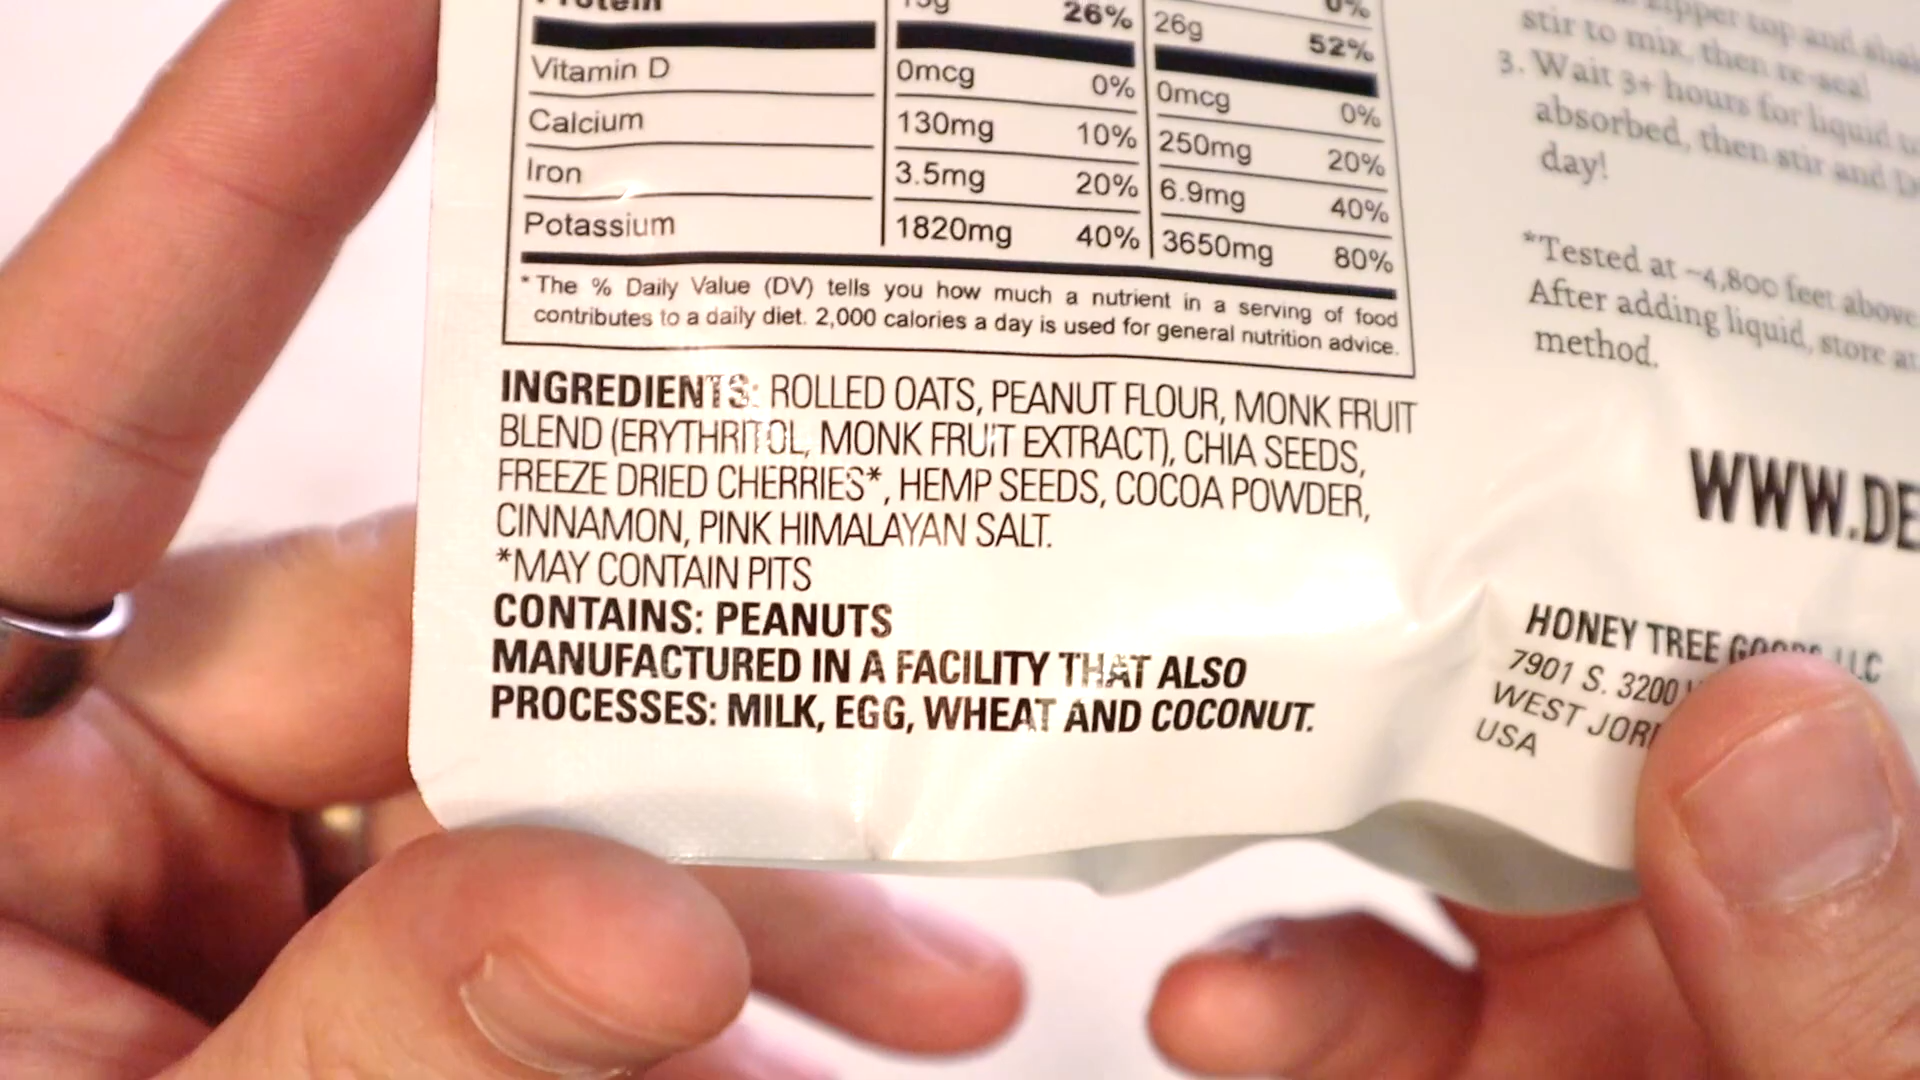 Protein 26% 26g 52%
0%
Vitamin D 0mcg 0% 0mcg 0%
Calcium 130mg 10% 250mg 20%
Iron 3.5mg 20% 6.9mg 40%
Potassium 1820mg 40% 3650mg 80%
* The % Daily Value (DV) tells you how much a nutrient in a serving of food
contributes to a daily diet. 2,000 calories a day is used for general nutrition advice.
INGREDIENTS: ROLLED OATS, PEANUT FLOUR, MONK FRUIT
BLEND (ERYTHRITOL, MONK FRUIT EXTRACT), CHIA SEEDS,
FREEZE DRIED CHERRIES*, HEMP SEEDS, COCOA POWDER,
CINNAMON, PINK HIMALAYAN SALT.
*MAY CONTAIN PITS
CONTAINS: PEANUTS
MANUFACTURED IN A FACILITY THAT ALSO
PROCESSES: MILK, EGG, WHEAT AND COCONUT.
zipper top and
stir to mix, then re-seal
3. Wait 3+ hours for liquid
absorbed, then stir and
day!
*Tested at ~4,800 feet above
After adding liquid, store
method.
WWW.DE
HONEY TREE GOODS LLC
7901 S. 3200
WEST
USA